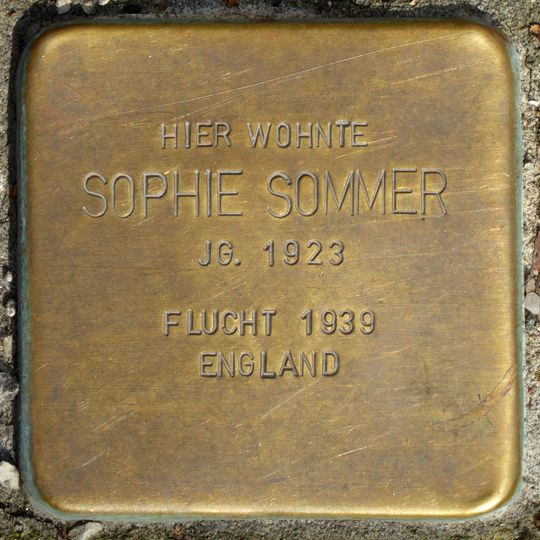 HIER WOHNTE
SOPHIE SOMMER
JG. 1923
FLUCHT 1939
ENGLAND